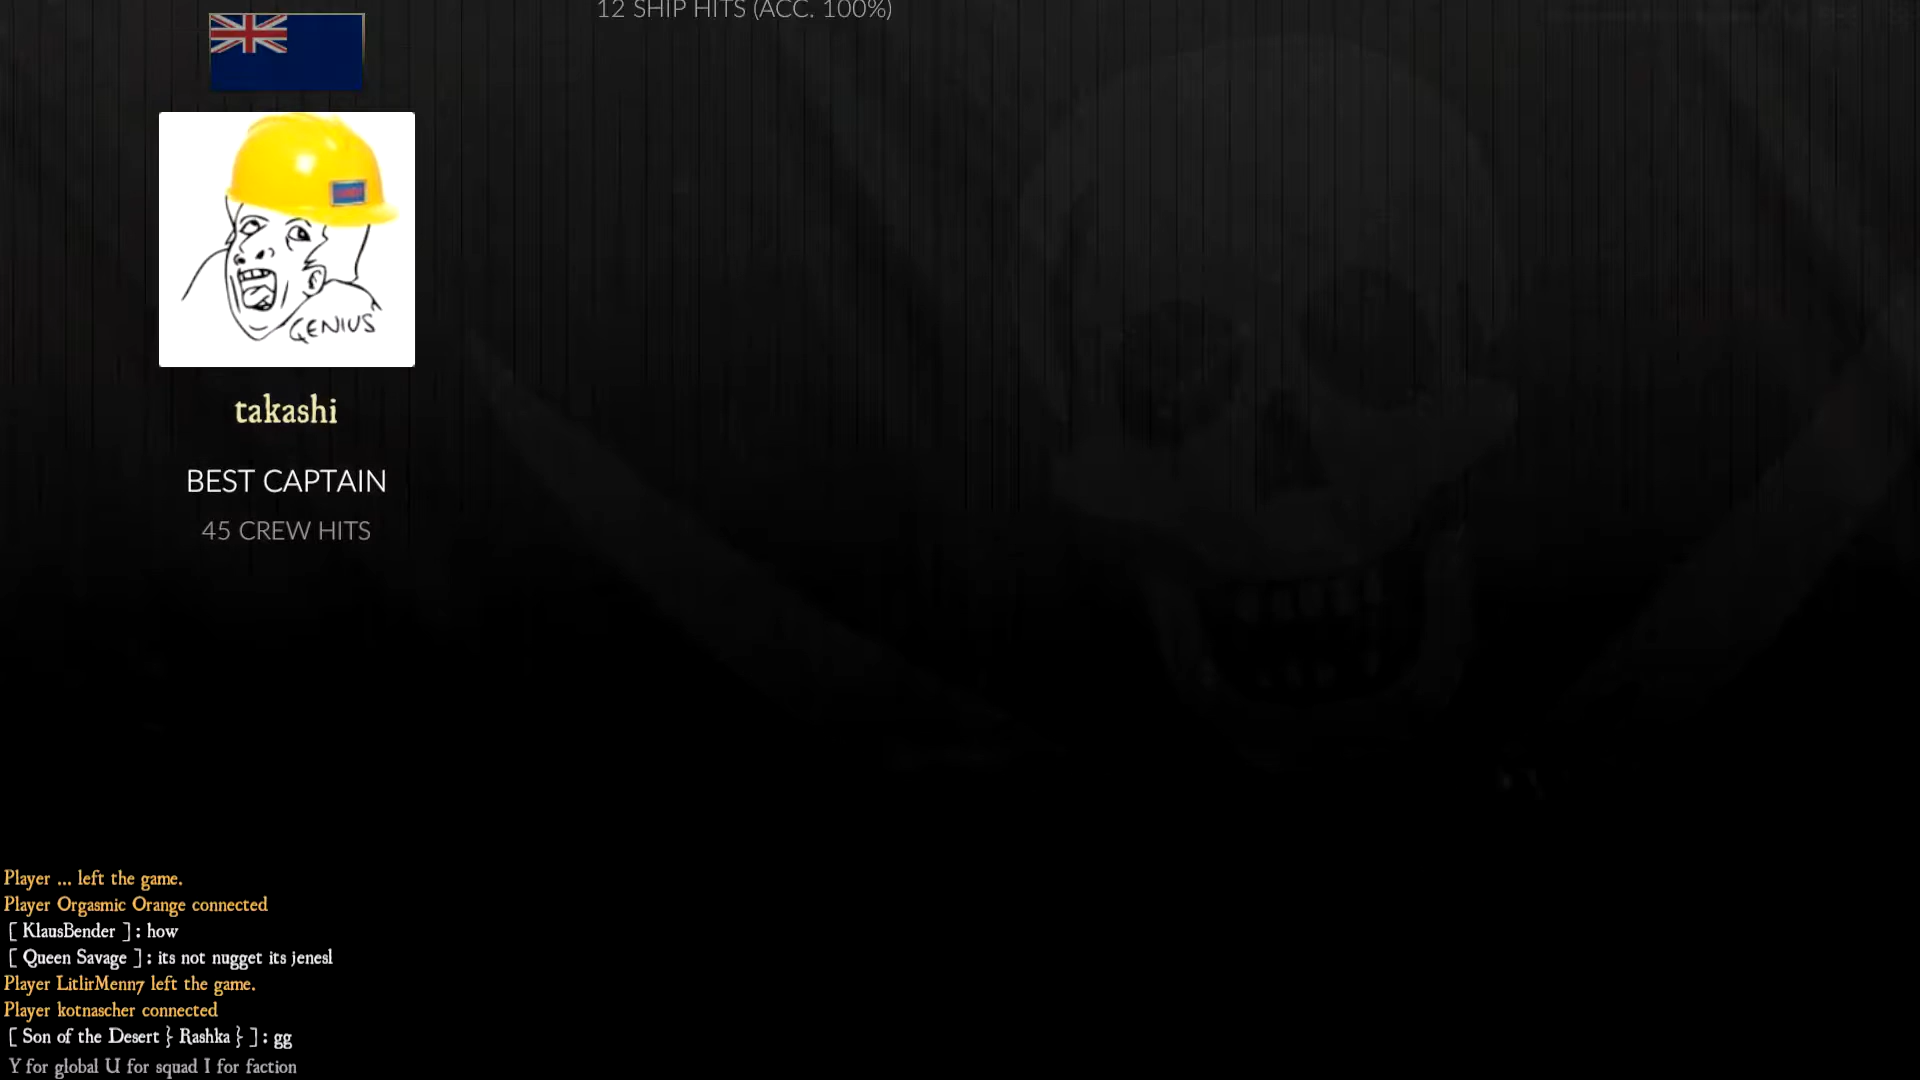 12 SHIP HITS (ACC. 100%)
GENIUS
takashi
BEST CAPTAIN
45 CREW HITS
Player ... left the game.
Player Orgasmic Orange connected
[ KlausBender ] : how
[ Queen Savage ] : its not nugget its jenesl
Player LitlirMenn7 left the game.
Player kotnascher connected
[ Son of the Desert } Rashka } ] : gg
Y for global U for squad I for faction